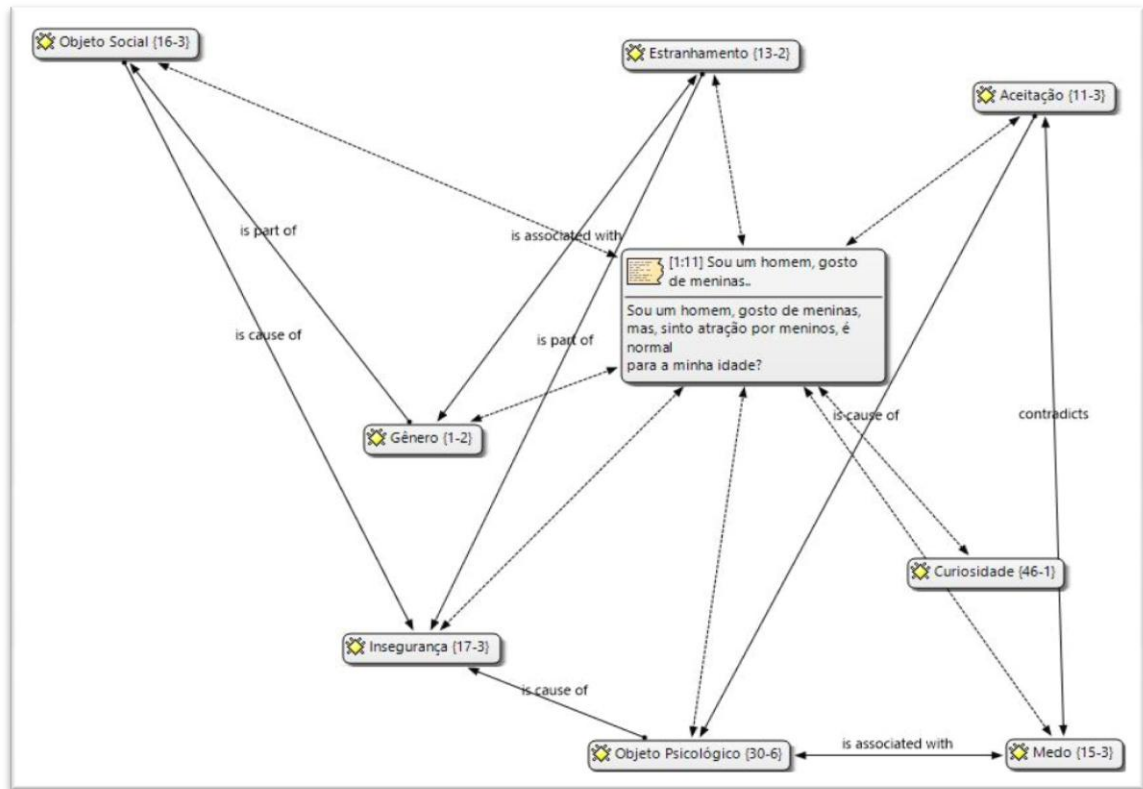 Objeto Social {16-3}
Estranhamento {13-2}
Aceitação {11-3}
is part of
is associated with
[1:11] Sou um homem, gosto
de meninas..
Sou um homem, gosto de meninas,
mas, sinto atração por meninos, é
normal
para a minha idade?
is cause of
is part of
is cause of
contradicts
Gênero {1-2}
Curiosidade {46-1}
Insegurança {17-3}
is cause of
Objeto Psicológico {30-6}
is associated with
Medo {15-3}